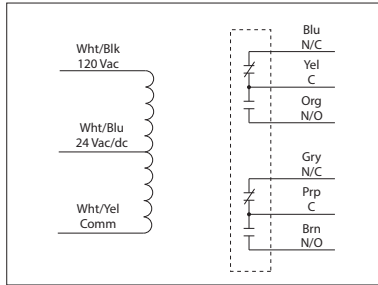 Wht/Blk
120 Vac
Wht/Blu
24 Vac/dc
Wht/Yel
Comm
Blu
N/C
Yel
C
Org
N/O
Gry
N/C
Prp
C
Brn
N/O